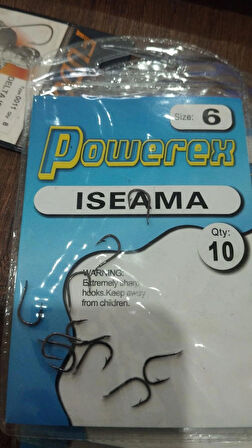 Size: 6
Powerex
ISEAMA
Qty:
10
WARNING:
Extremely sharp
hooks.Keep away
from children.